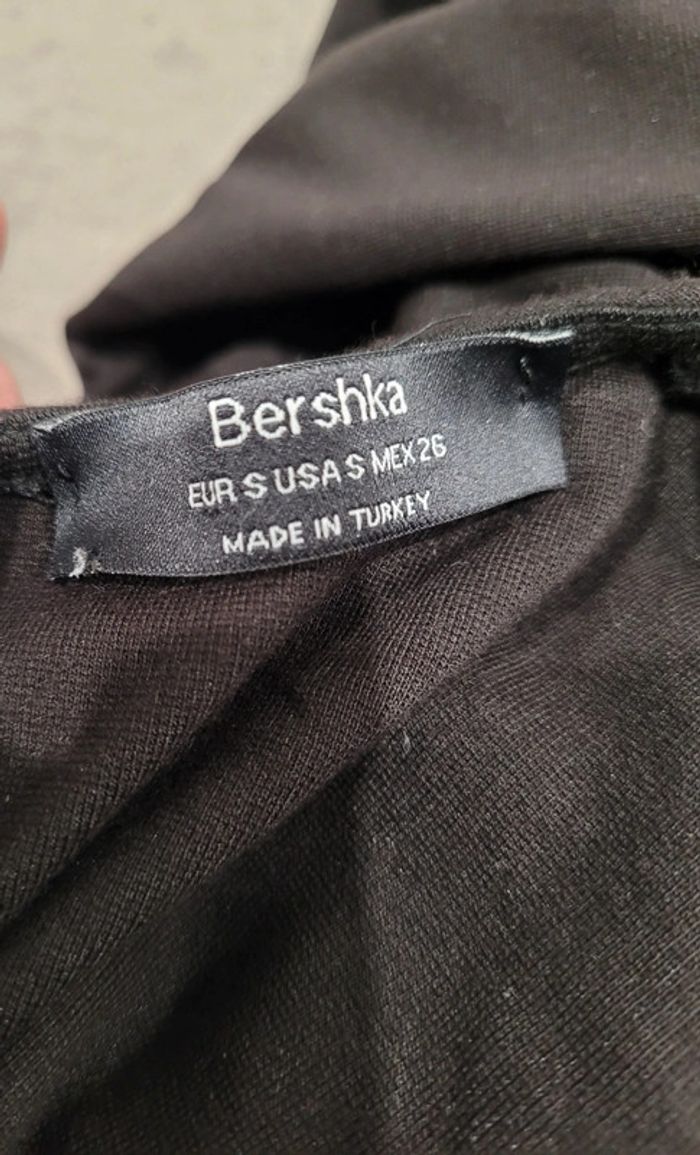 Bershka
EUR S USA S MEX 26
MADE IN TURKEY